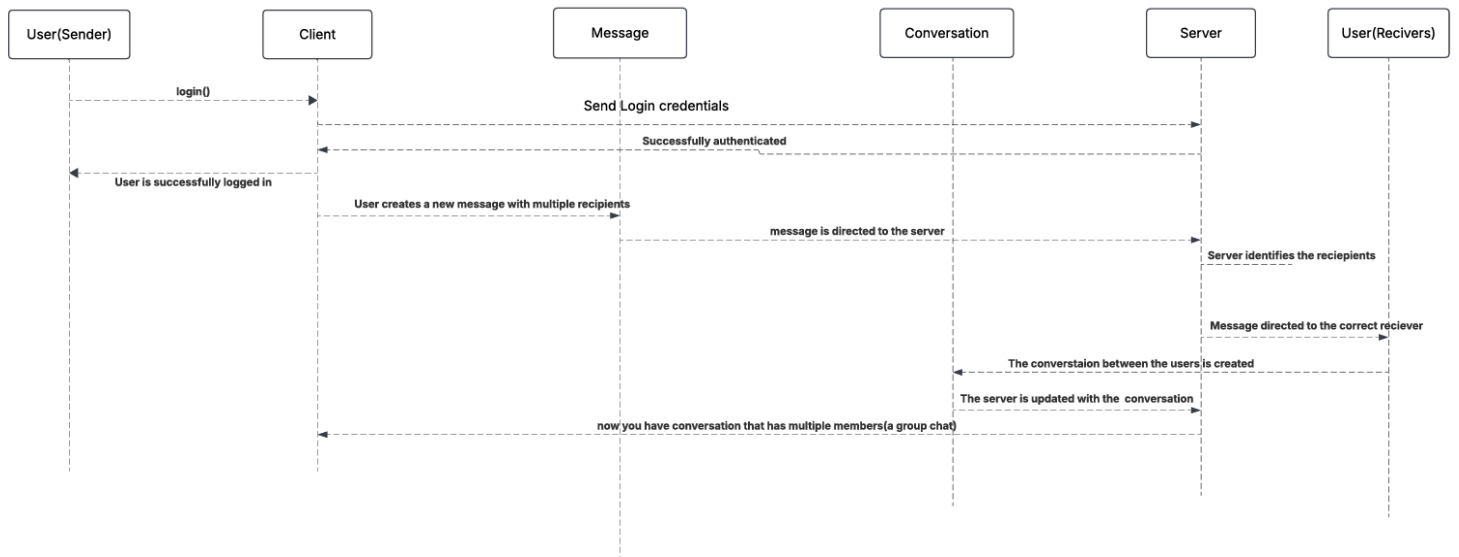 User(Sender)
Client
Message
Conversation
Server
User(Recivers)
login()
Send Login credentials
Successfully authenticated
User is successfully logged in
User creates a new message with multiple recipients
message is directed to the server
Server identifies the reciepients
Message directed to the correct reciever
The converstaion between the users is created
The server is updated with the conversation
now you have conversation that has multiple members(a group chat)